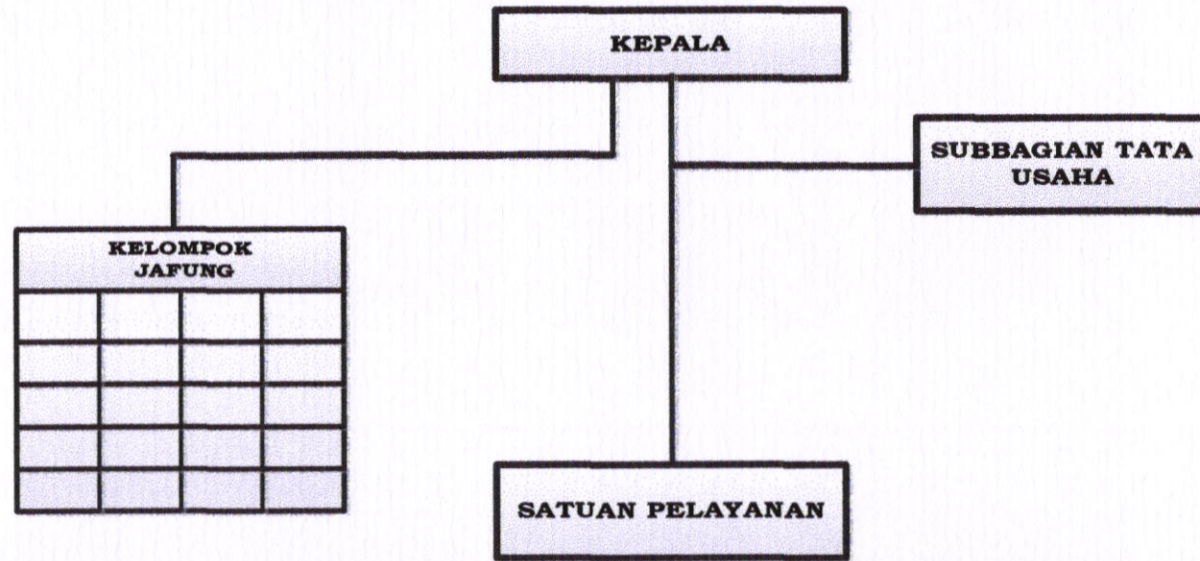 KEPALA
SUBBAGIAN TATA
USAHA
KELOMPOK
JAFUNG
SATUAN PELAYANAN